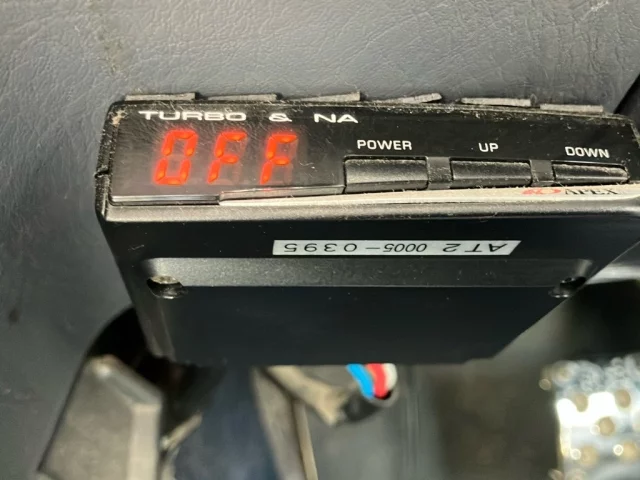 TURBO & NA
OFF
POWER UP DOWN
AT2 0005-0395